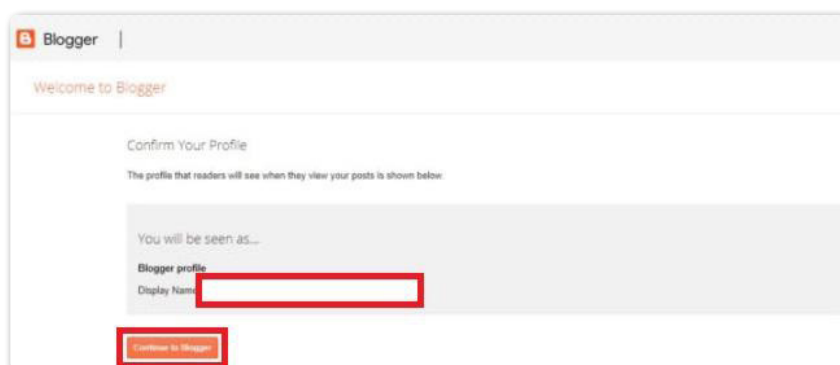 Blogger |
Welcome to Blogger
Confirm Your Profile
The profile that readers will see when they view your posts is shown below.
You will be seen as...
Blogger profile
Display Name
Continue to Blogger